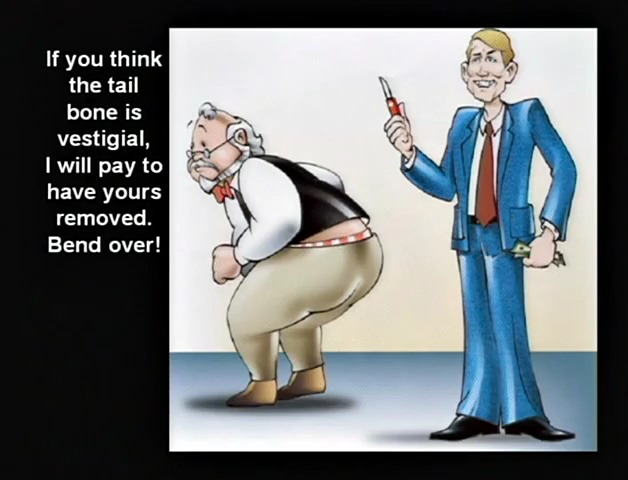 If you think
the tail
bone is
vestigial,
I will pay to
have yours
removed.
Bend over!